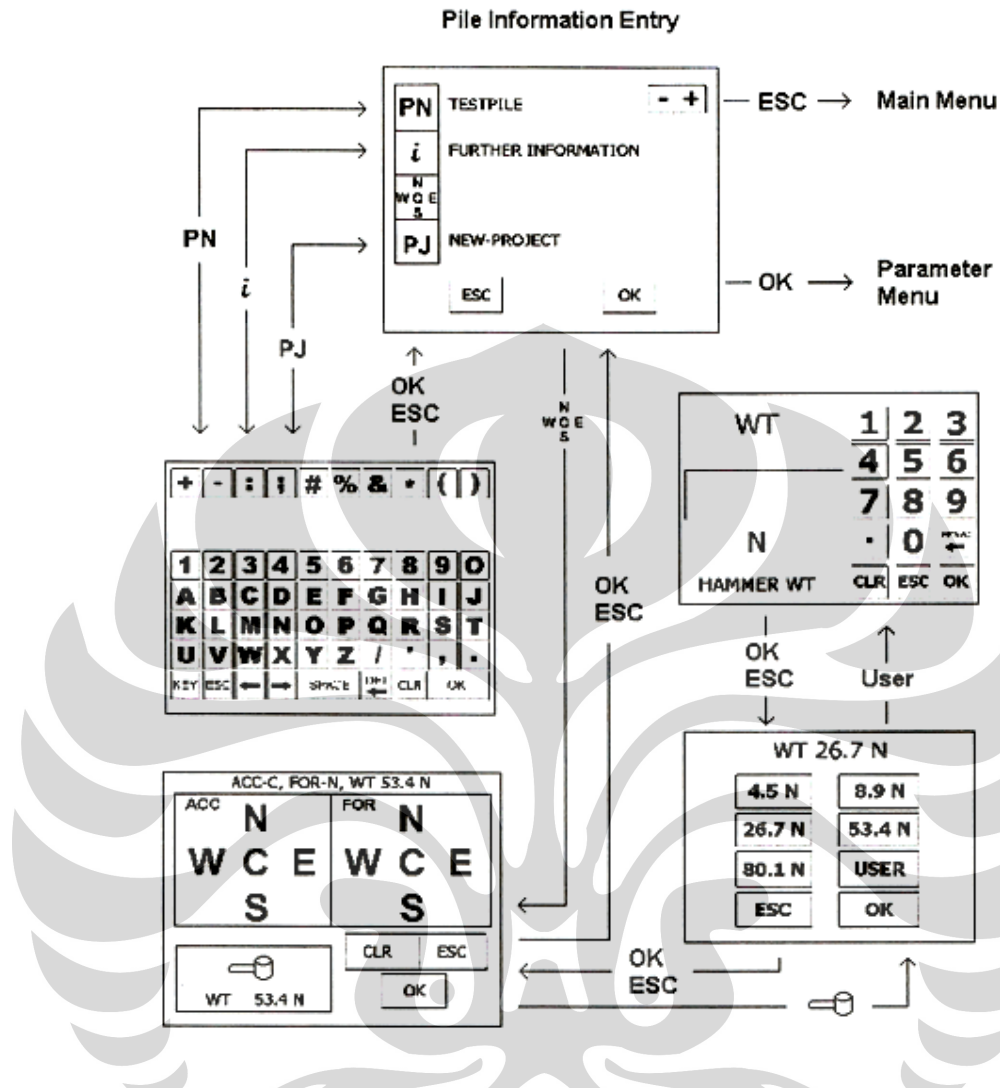 Pile Information Entry
PN TESTPILE - +
i FURTHER INFORMATION
N
W C E
S
PJ NEW-PROJECT
ESC OK
ESC
Main Menu
OK
Parameter
Menu
PN
i
PJ
OK
ESC
N
W C E
S
OK
ESC
+ - : ; # % & * ( )
1 2 3 4 5 6 7 8 9 0
A B C D E F G H I J
K L M N O P Q R S T
U V W X Y Z / ' , .
KEY ESC ← → SPACE DEL ← CLR OK
WT 1 2 3
4 5 6
7 8 9
N . 0 ←
HAMMER WT CLR ESC OK
OK
ESC
User
WT 26.7 N
4.5 N 8.9 N
26.7 N 53.4 N
80.1 N USER
ESC OK
ACC-C, FOR-N, WT 53.4 N
ACC N FOR N
W C E W C E
S S
CLR ESC
WT 53.4 N OK
OK
ESC